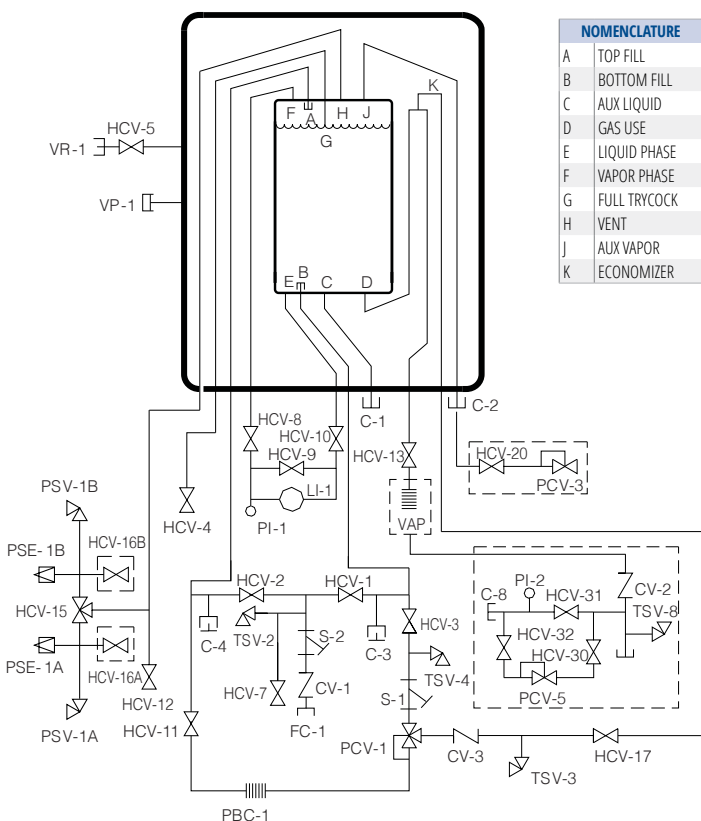 NOMENCLATURE
A TOP FILL
B BOTTOM FILL
C AUX LIQUID
D GAS USE
E LIQUID PHASE
F VAPOR PHASE
G FULL TRYCOCK
H VENT
J AUX VAPOR
K ECONOMIZER
K
F A H J
G
HCV-5
VR-1
VP-1
B
E C D
C-1
C-2
HCV-8
HCV-10
HCV-9
HCV-13
HCV-20
PCV-3
LI-1
PI-1
HCV-4
VAP
PSV-1B
PSE-1B
HCV-16B
HCV-15
PSE-1A
HCV-16A
PSV-1A
HCV-12
HCV-11
HCV-2
HCV-1
C-4
TSV-2
S-2
C-3
HCV-3
HCV-7
CV-1
FC-1
TSV-4
S-1
PCV-1
CV-3
TSV-3
HCV-17
PBC-1
C-8
PI-2
HCV-31
CV-2
TSV-8
HCV-32
HCV-30
PCV-5